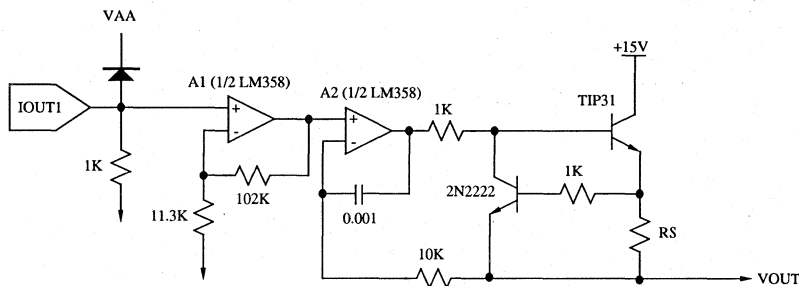 VAA
+15V
A1 (1/2 LM358)
A2 (1/2 LM358)
TIP31
IOUT1
1K
+
-
+
-
1K
1K
2N2222
102K
0.001
11.3K
RS
10K
VOUT